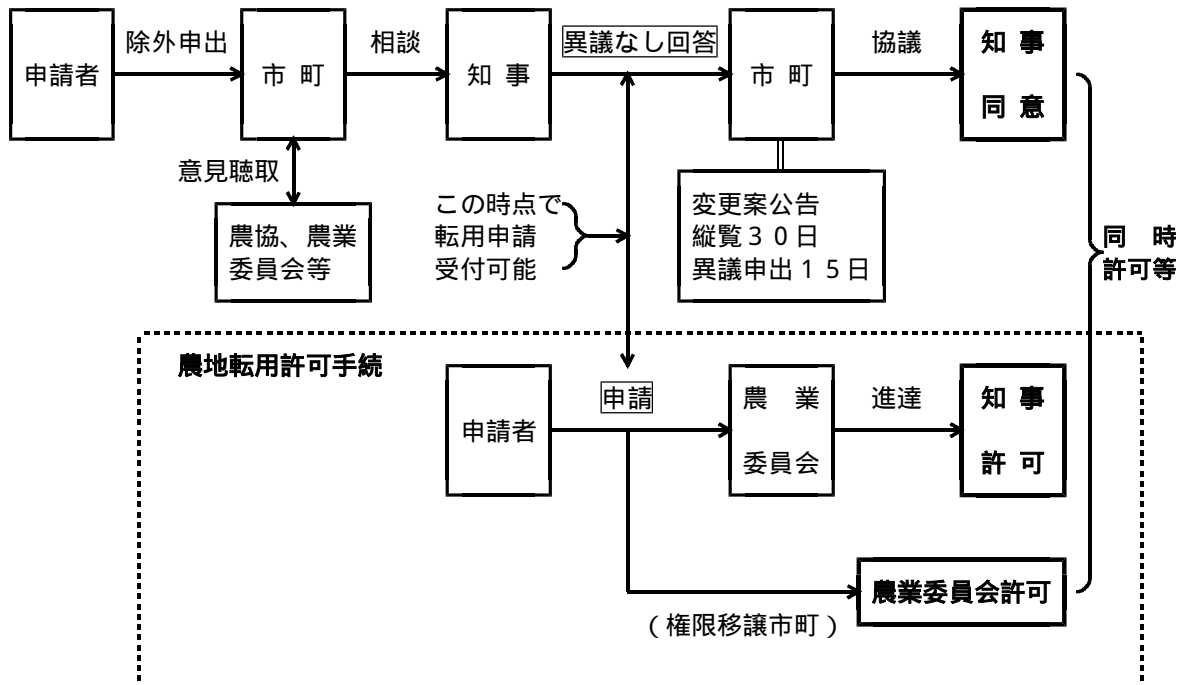 除外申出
相談
異議なし回答
協議
申請者
市 町
知 事
市 町
知 事
同 意
意見聴取
農協、農業
委員会等
この時点で
転用申請
受付可能
変更案公告
縦覧３０日
異議申出１５日
同 時
許可等
農地転用許可手続
申請者
申請
農 業
委員会
進達
知 事
許 可
農業委員会許可
（権限移譲市町）